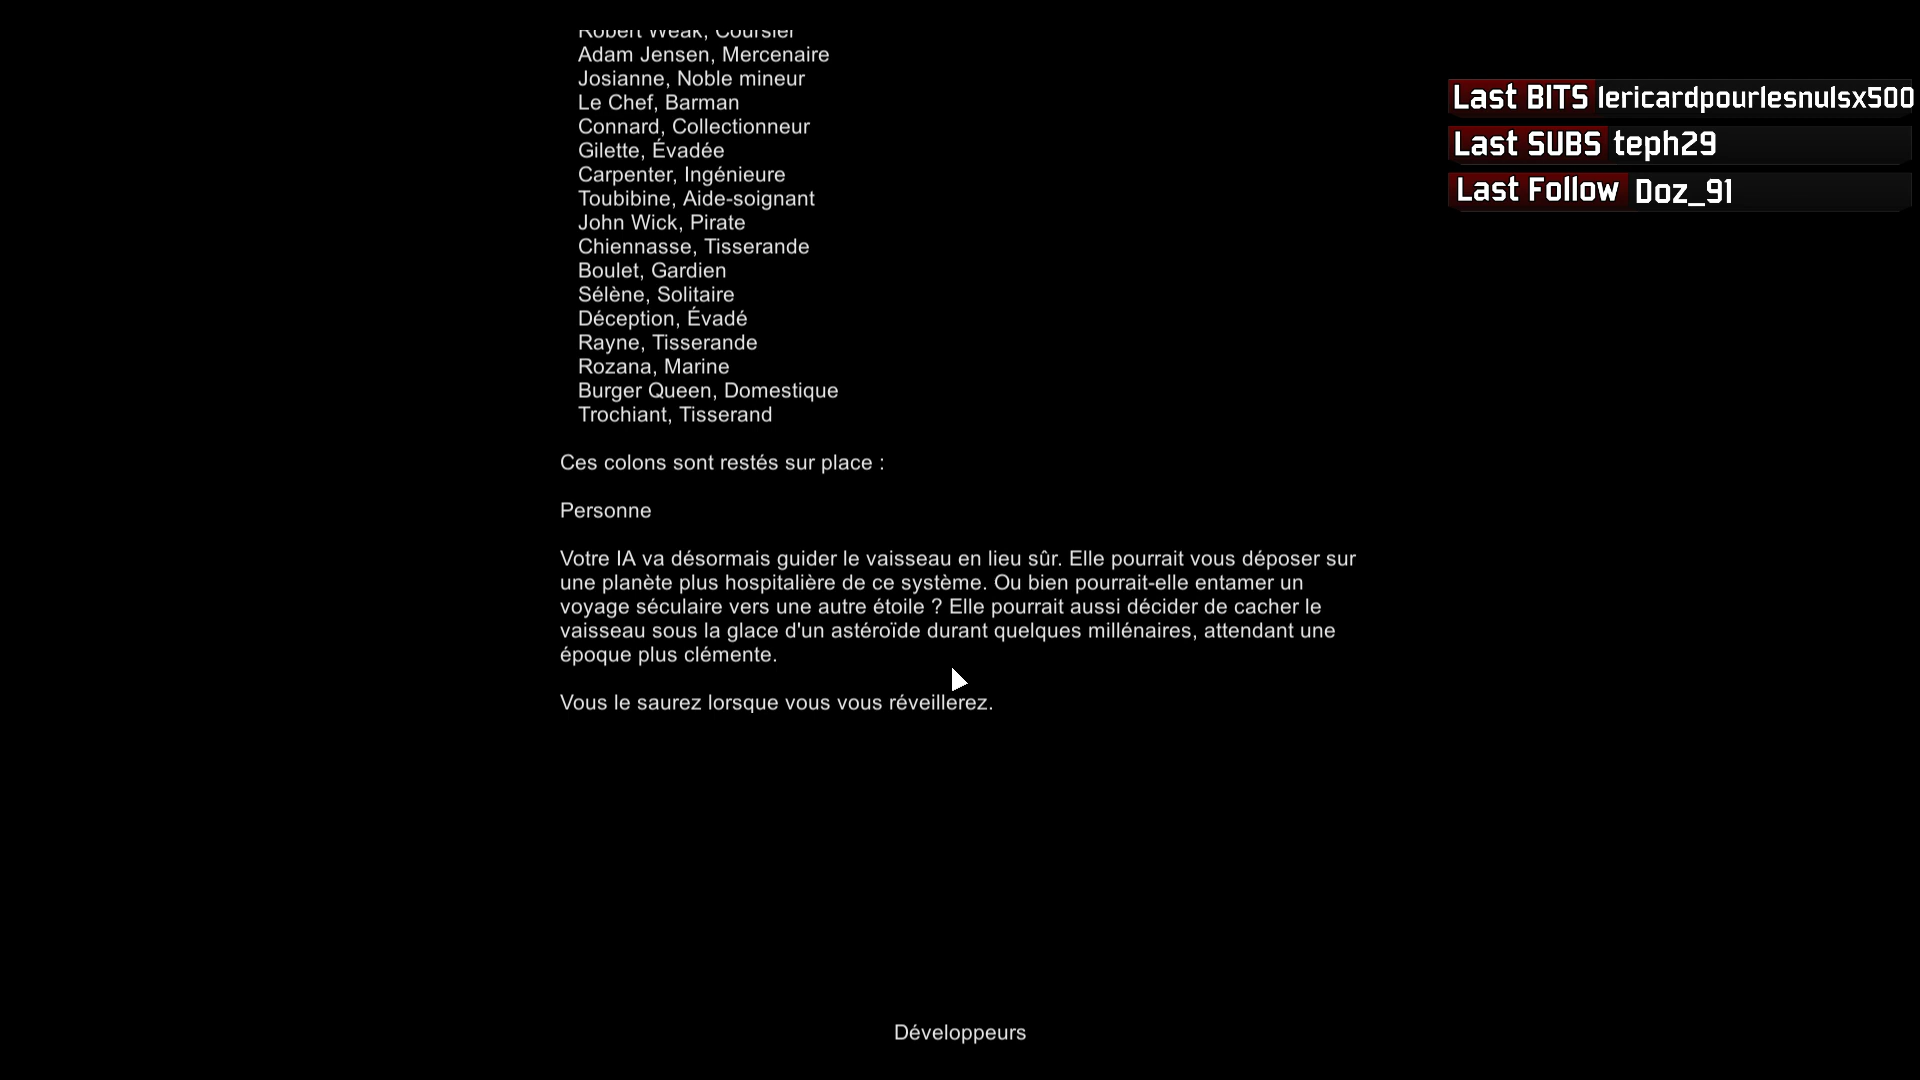 Robert Weak, Coursier
Adam Jensen, Mercenaire
Josianne, Noble mineur
Le Chef, Barman
Connard, Collectionneur
Gilette, Évadée
Carpenter, Ingénieure
Toubibine, Aide-soignant
John Wick, Pirate
Chiennasse, Tisserande
Boulet, Gardien
Sélène, Solitaire
Déception, Évadé
Rayne, Tisserande
Rozana, Marine
Burger Queen, Domestique
Trochiant, Tisserand
Ces colons sont restés sur place :
Personne
Votre IA va désormais guider le vaisseau en lieu sûr. Elle pourrait vous déposer sur
une planète plus hospitalière de ce système. Ou bien pourrait-elle entamer un
voyage séculaire vers une autre étoile ? Elle pourrait aussi décider de cacher le
vaisseau sous la glace d'un astéroïde durant quelques millénaires, attendant une
époque plus clémente.
Vous le saurez lorsque vous vous réveillerez.
Développeurs
Last BITS lericardpourlesnulsx500
Last SUBS teph29
Last Follow Doz_91